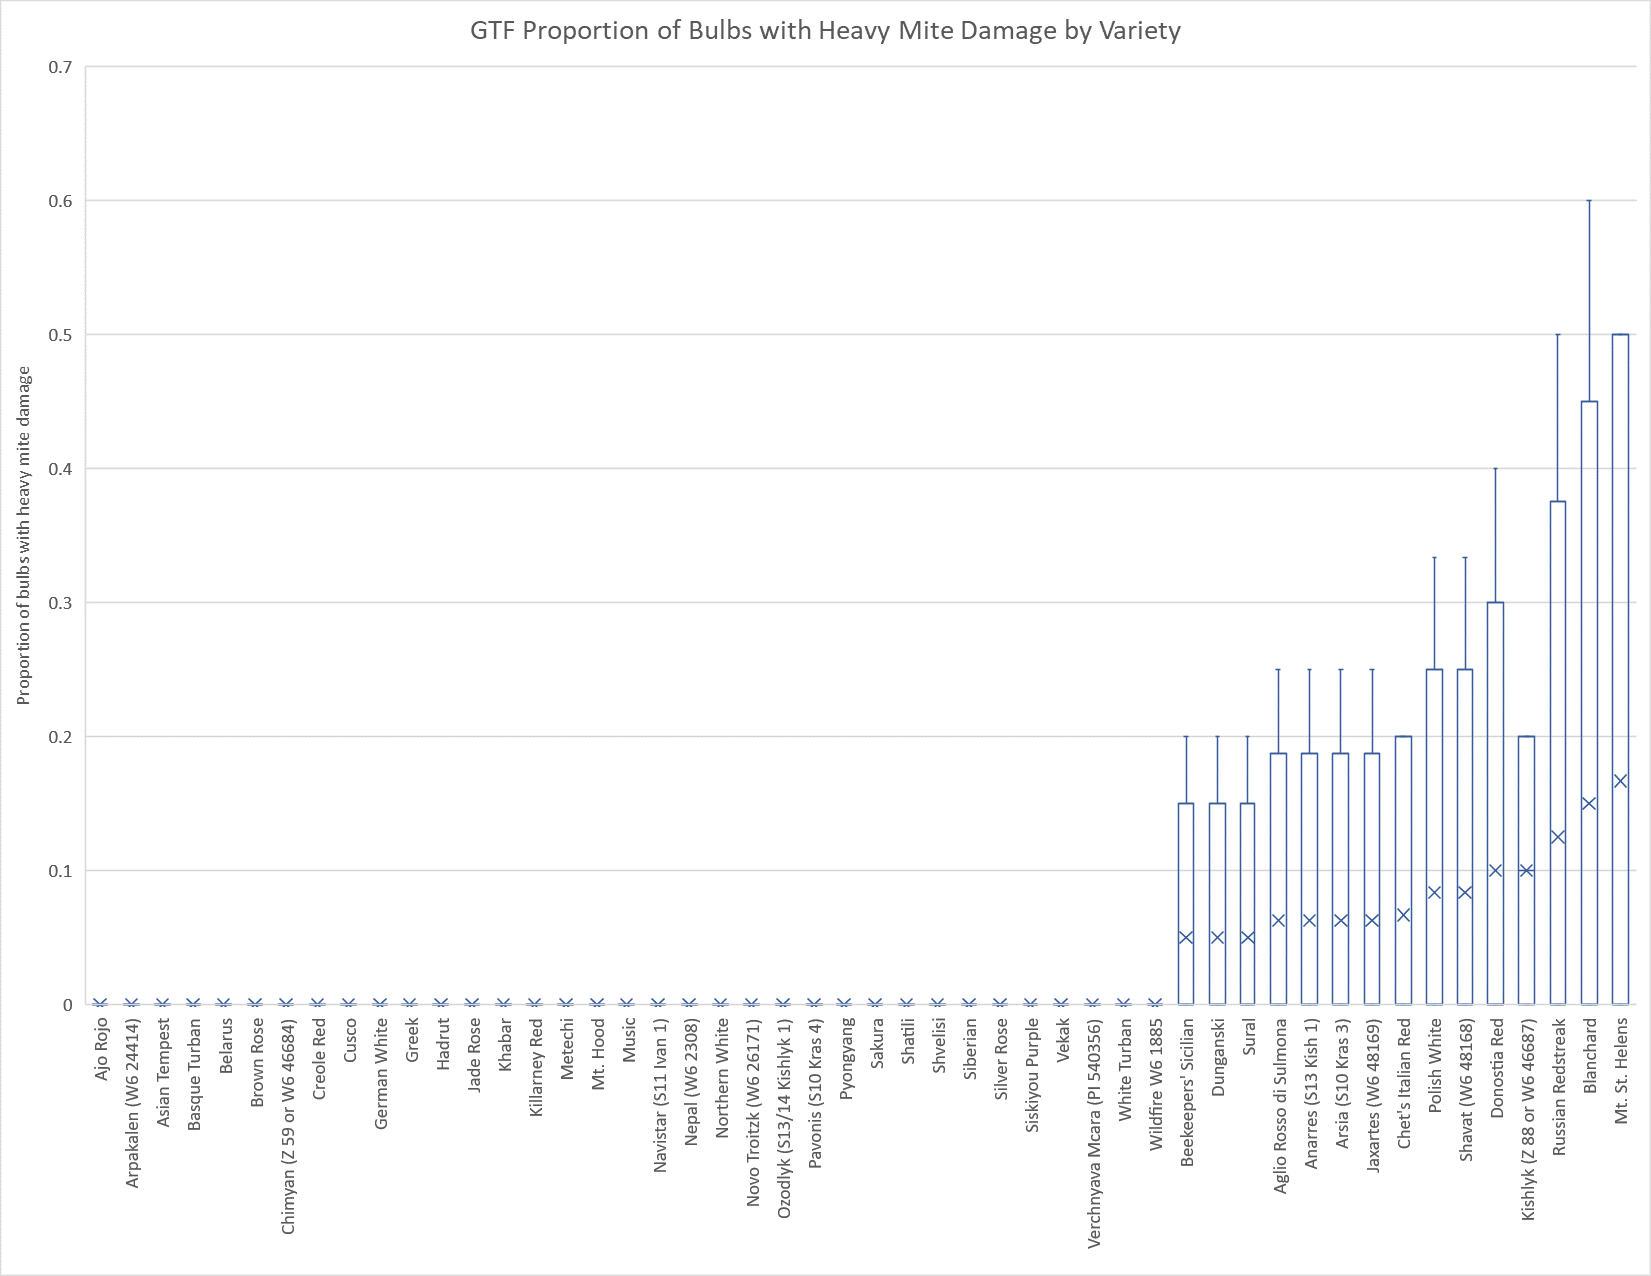 GTF Proportion of Bulbs with Heavy Mite Damage by Variety
Proportion of bulbs with heavy mite damage
0.7
0.6
0.5
0.4
0.3
0.2
0.1
0
Ajo Rojo
Arpakalen (W6 24414)
Asian Tempest
Basque Turban
Belarus
Brown Rose
Chimyan (Z 59 or W6 46684)
Creole Red
Cusco
German White
Greek
Hadrut
Jade Rose
Khabar
Killarney Red
Metechi
Mt. Hood
Music
Navistar (S11 Ivan 1)
Nepal (W6 2308)
Northern White
Novo Troitzk (W6 26171)
Ozodlyk (S13/14 Kishlyk 1)
Pavonis (S10 Kras 4)
Pyongyang
Sakura
Shatili
Shvelisi
Siberian
Silver Rose
Siskiyou Purple
Vekak
Verchnyava Mcara (PI 540356)
White Turban
Wildfire W6 1885
Beekeepers' Sicilian
Dunganski
Sural
Aglio Rosso di Sulmona
Anarres (S13 Kish 1)
Arsia (S10 Kras 3)
Jaxartes (W6 48169)
Chet's Italian Red
Polish White
Shavat (W6 48168)
Donostia Red
Kishlyk (Z 88 or W6 46687)
Russian Redstreak
Blanchard
Mt. St. Helens